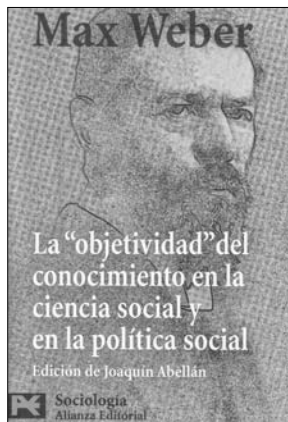 Max Weber
La “objetividad” del
conocimiento en la
ciencia social y
en la política social
Edición de Joaquín Abellán
Sociología
Alianza Editorial